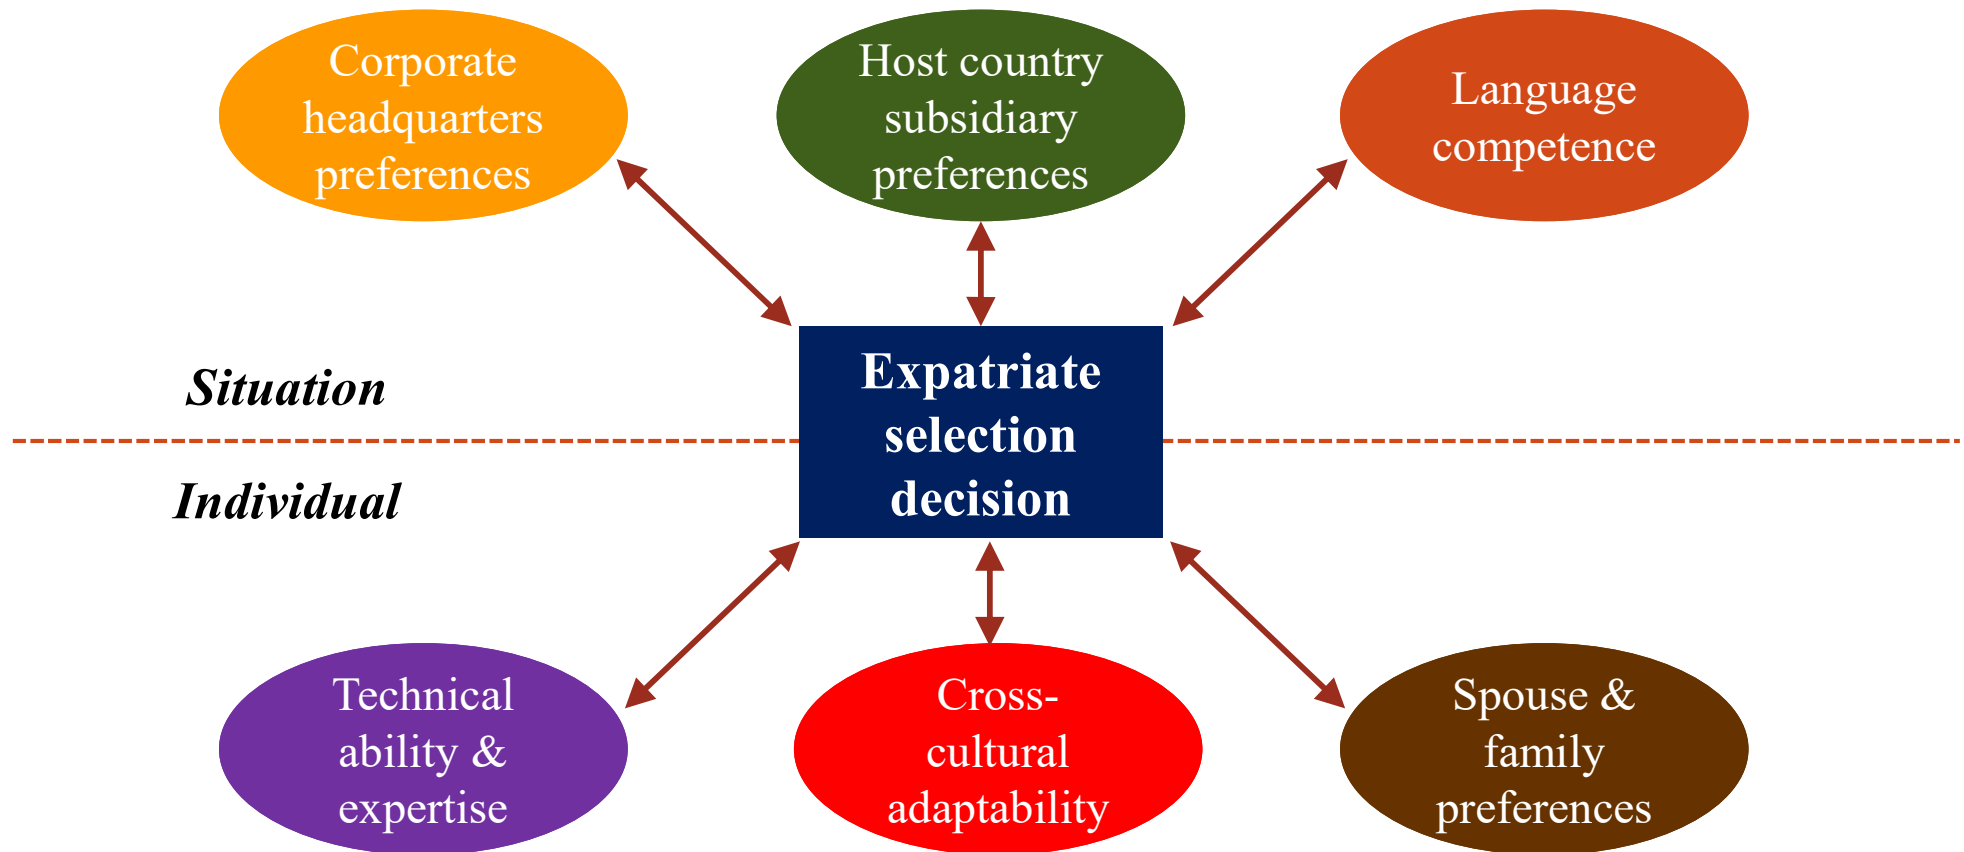 Corporate
headquarters
preferences
Host country
subsidiary
preferences
Language
competence
Situation
Expatriate
selection
decision
Individual
Technical
ability &
expertise
Cross-
cultural
adaptability
Spouse &
family
preferences